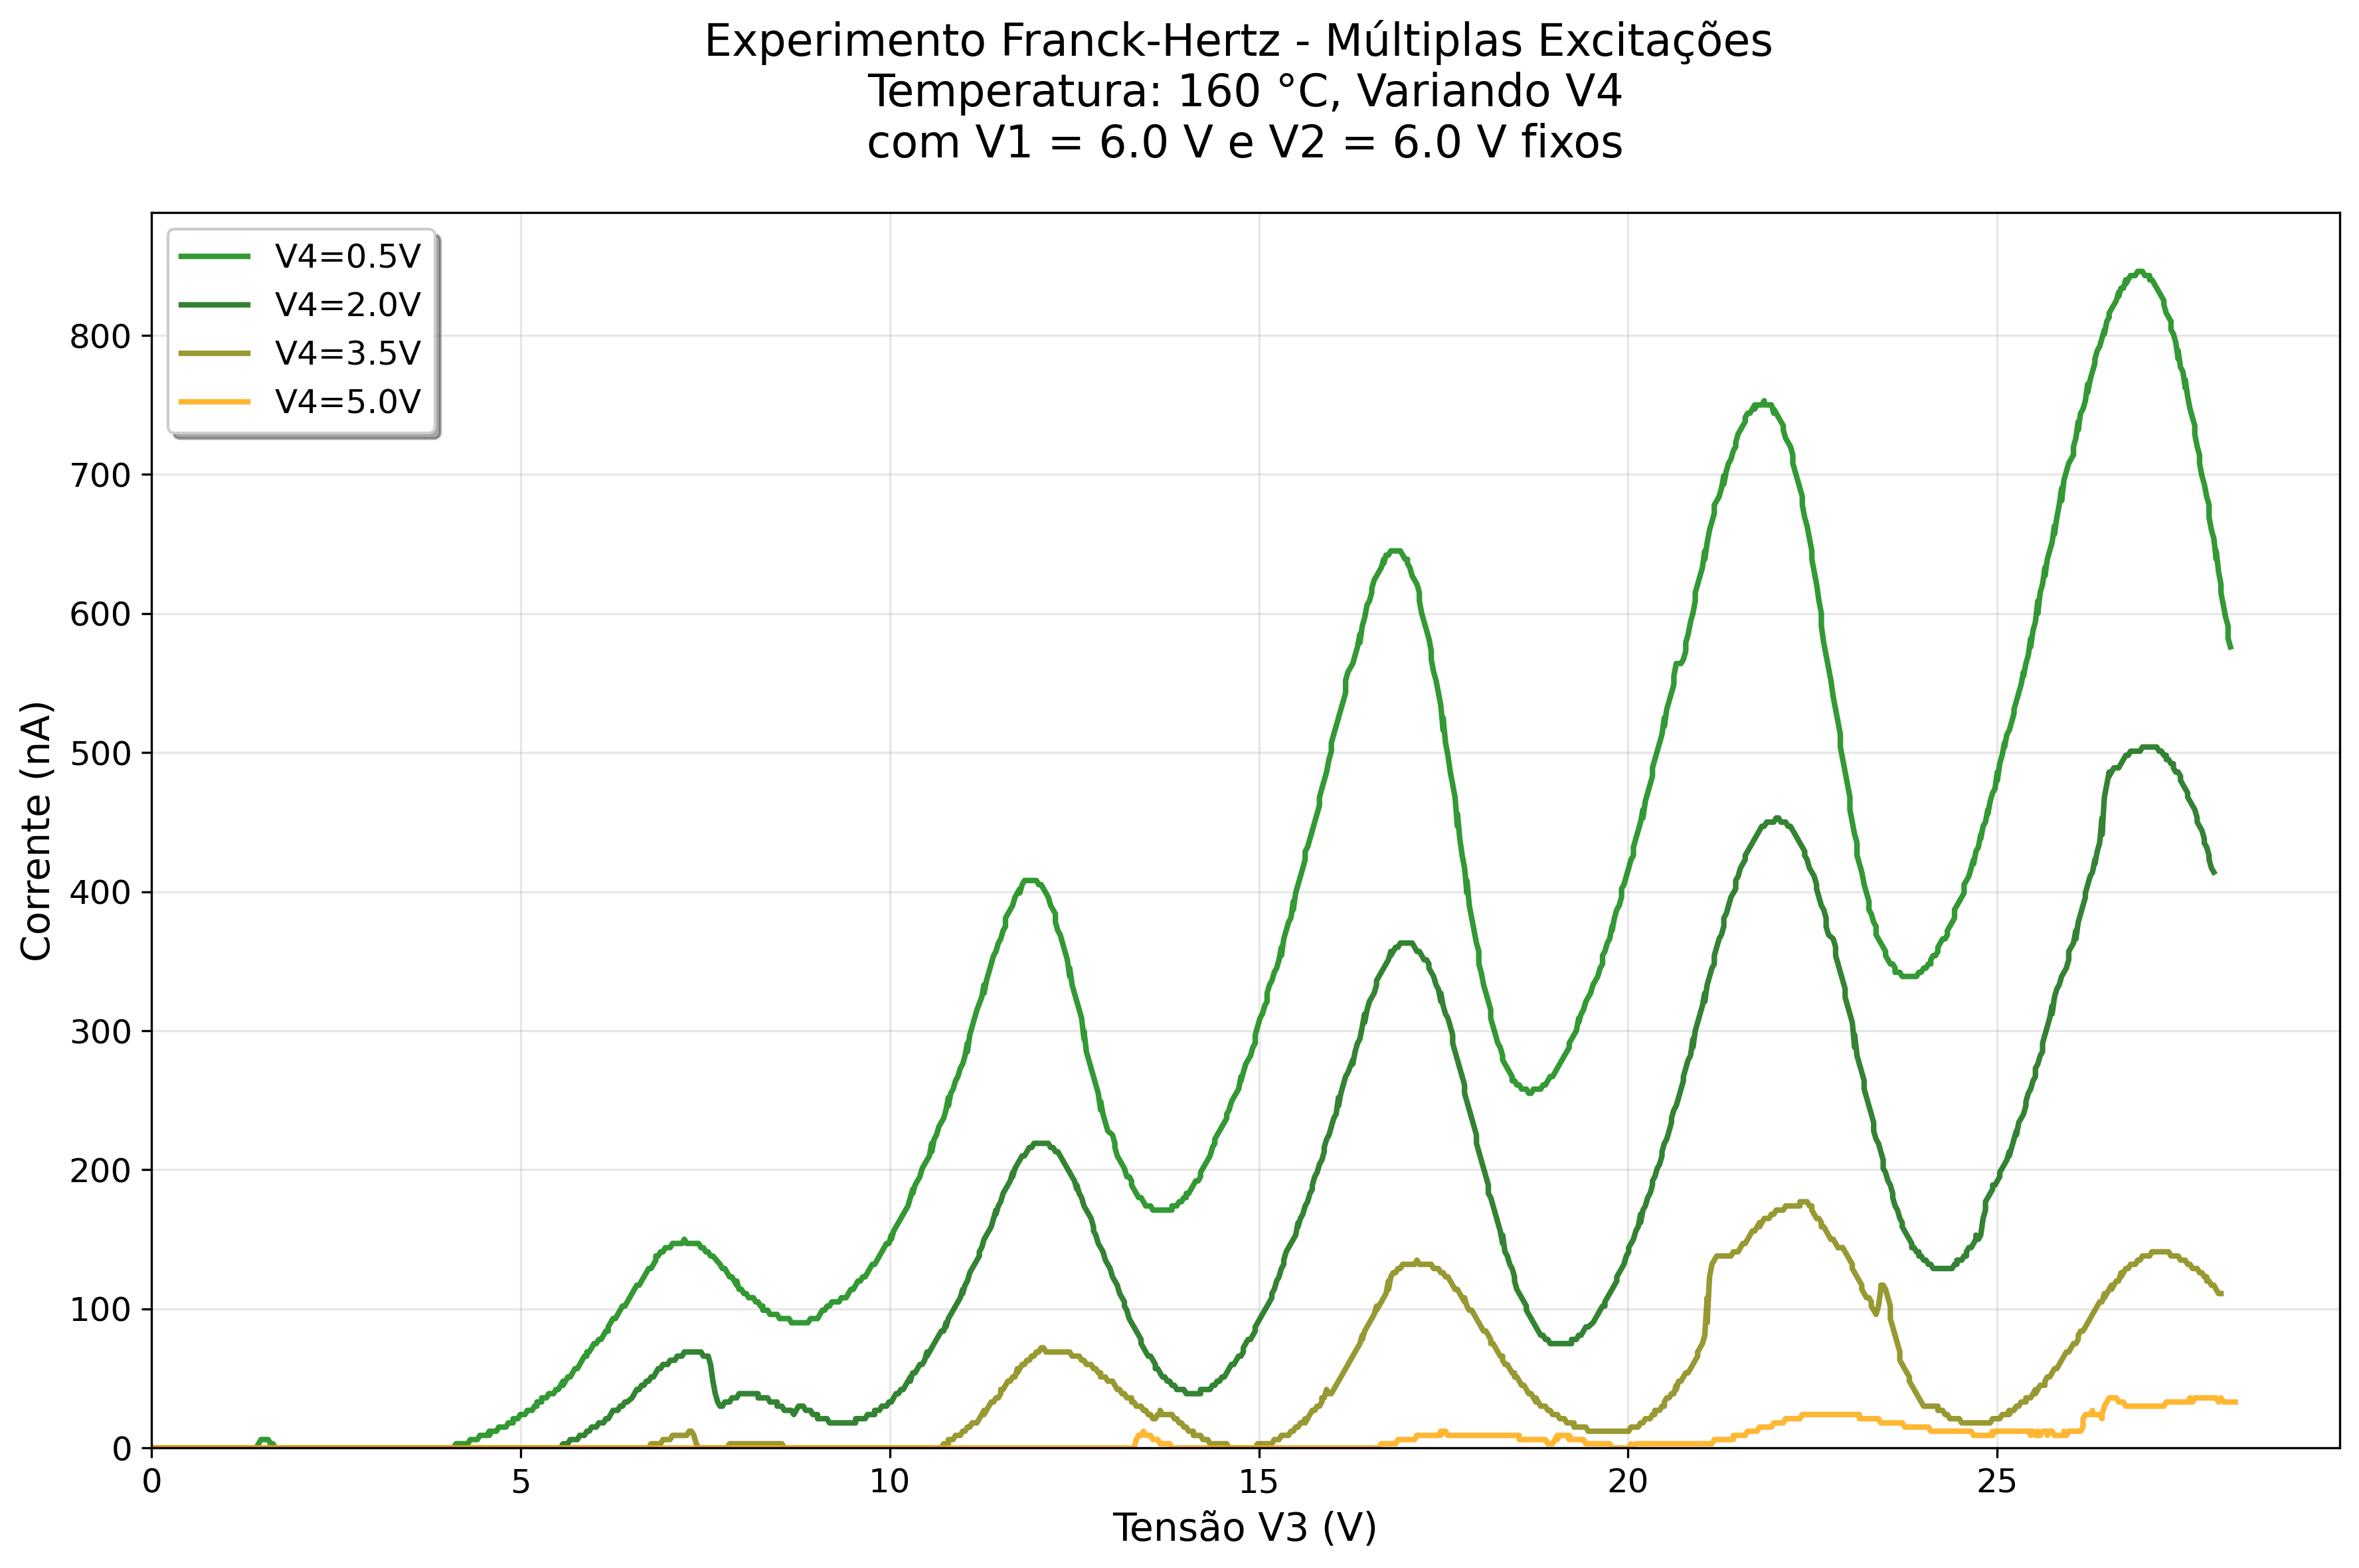 Experimento Franck-Hertz - Múltiplas Excitações
Temperatura: 160 °C, Variando V4
com V1 = 6.0 V e V2 = 6.0 V fixos
V4=0.5V
V4=2.0V
V4=3.5V
V4=5.0V
800
700
600
500
400
300
200
100
0
Corrente (nA)
0 5 10 15 20 25
Tensão V3 (V)